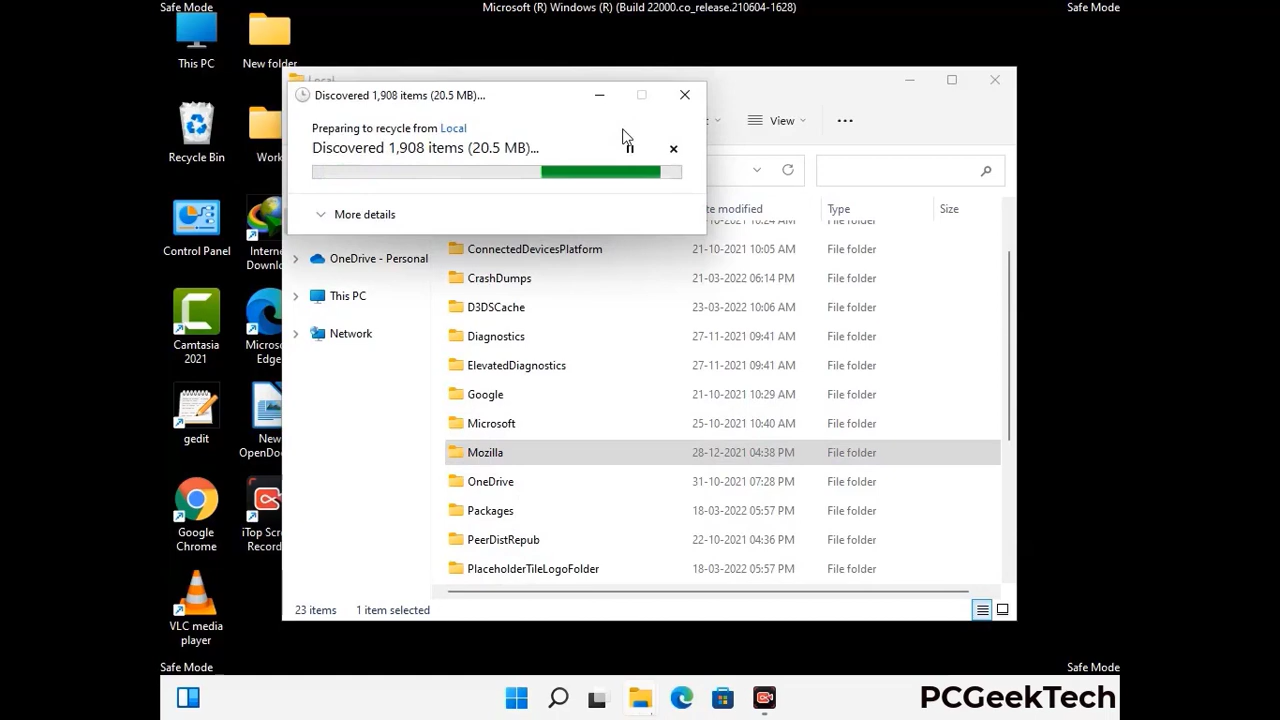 Safe Mode
Microsoft (R) Windows (R) (Build 22000.co_release.210604-1628)
Safe Mode
This PC
New folder
Recycle Bin
Work
Control Panel
Internet
Downlo
Camtasia
2021
Microso
Edge
gedit
New
OpenDoc
Google
Chrome
iTop Scre
Record
VLC media
player
Local
Discovered 1,908 items (20.5 MB)...
Preparing to recycle from Local
Discovered 1,908 items (20.5 MB)...
More details
View
OneDrive - Personal
This PC
Network
te modified
Type
Size
File folder
ConnectedDevicesPlatform 21-10-2021 10:05 AM File folder
CrashDumps 21-03-2022 06:14 PM File folder
D3DSCache 23-03-2022 10:06 AM File folder
Diagnostics 27-11-2021 09:41 AM File folder
ElevatedDiagnostics 27-11-2021 09:41 AM File folder
Google 21-10-2021 10:29 AM File folder
Microsoft 25-10-2021 10:40 AM File folder
Mozilla 28-12-2021 04:38 PM File folder
OneDrive 31-10-2021 07:28 PM File folder
Packages 18-03-2022 05:57 PM File folder
PeerDistRepub 22-10-2021 04:36 PM File folder
PlaceholderTileLogoFolder 18-03-2022 05:57 PM File folder
23 items
1 item selected
Safe Mode
Safe Mode
PCGeekTech